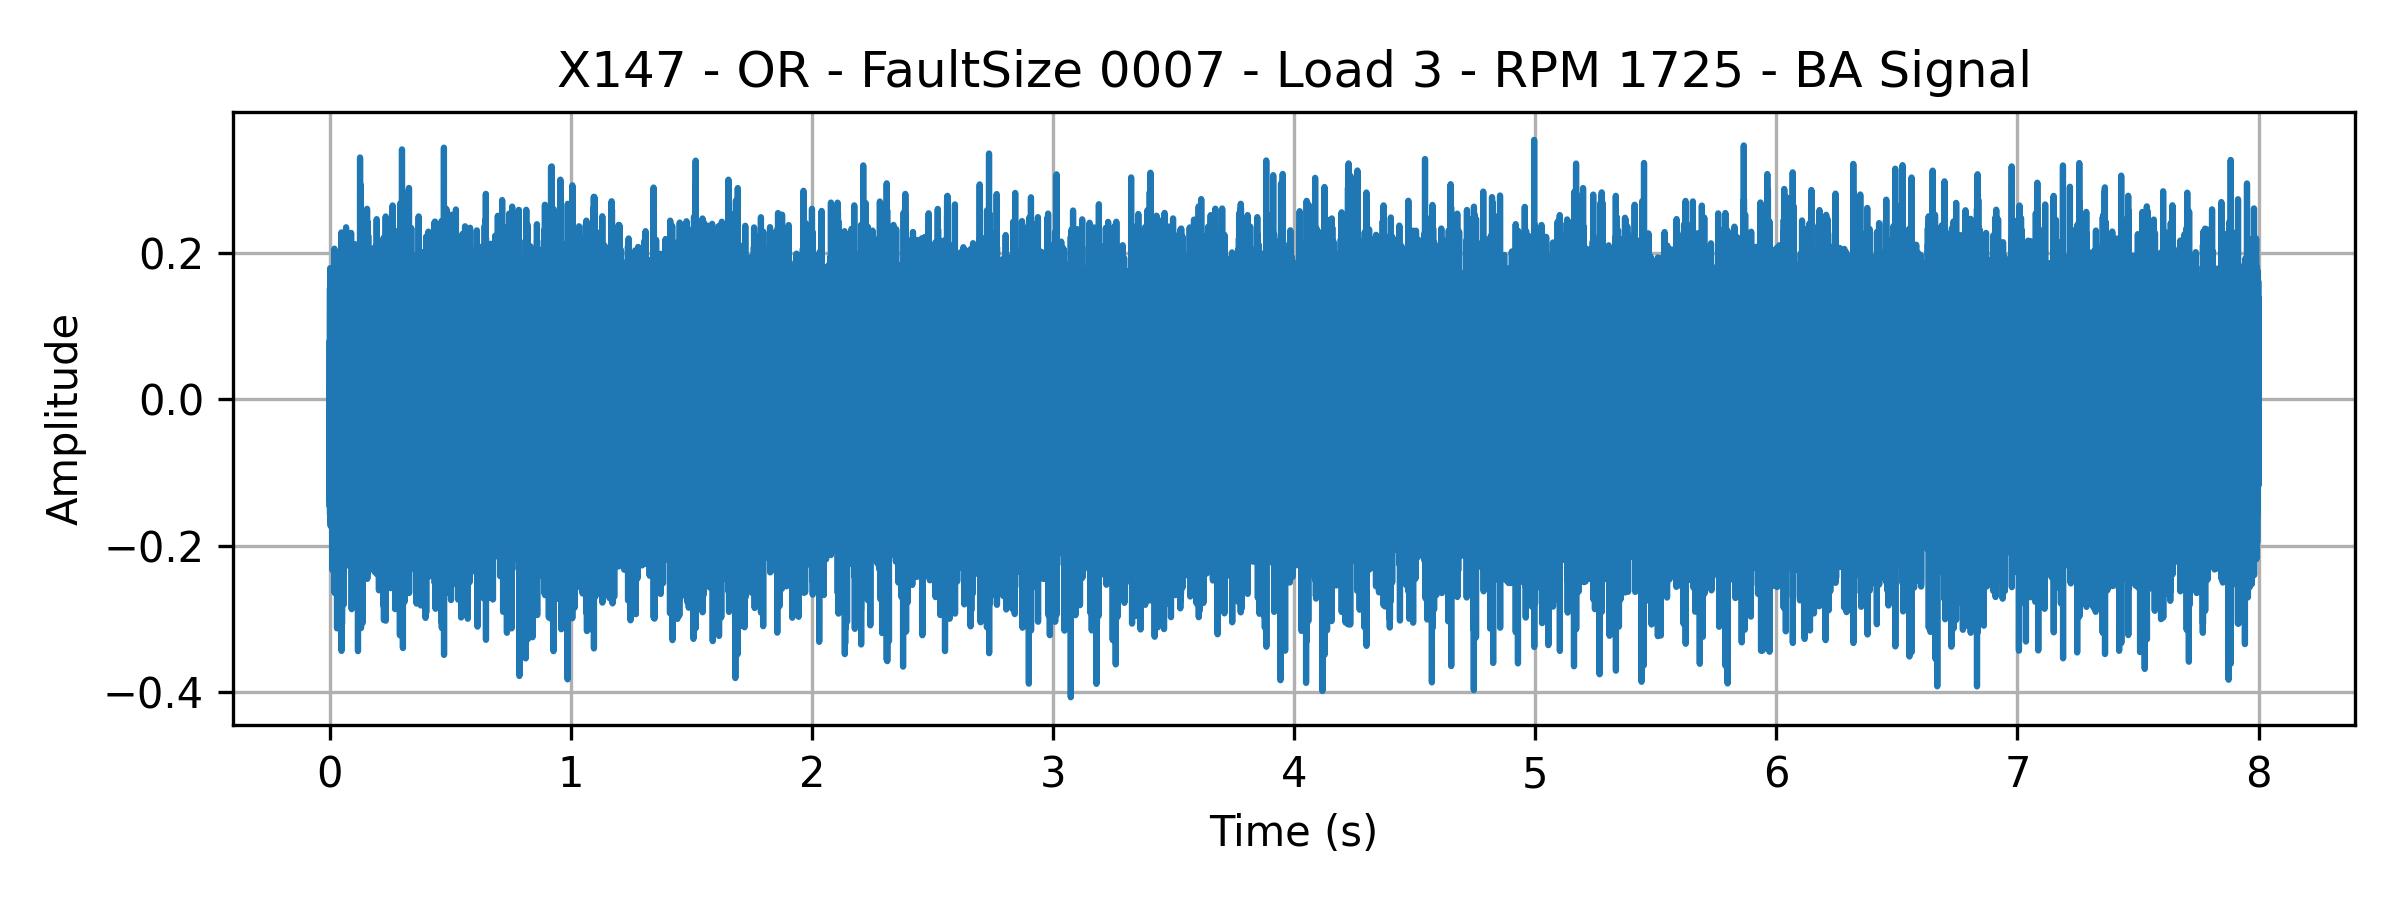 X147 - OR - FaultSize 0007 - Load 3 - RPM 1725 - BA Signal
Amplitude
0.2
0.0
−0.2
−0.4
0 1 2 3 4 5 6 7 8
Time (s)